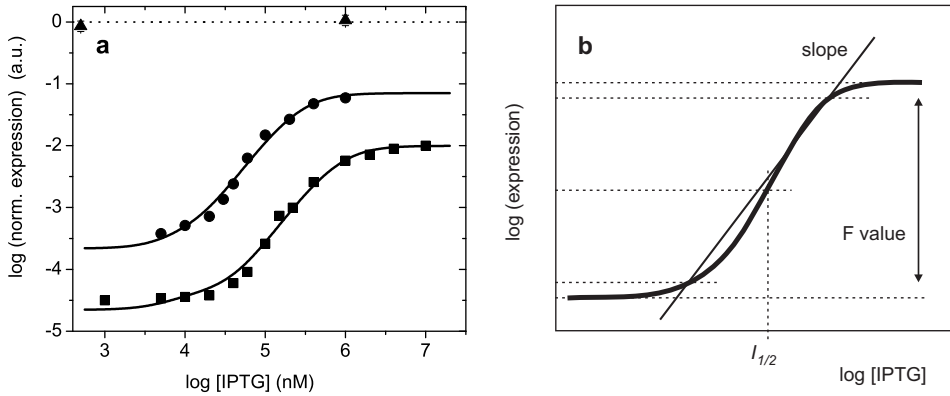 a
0
-1
-2
-3
-4
-5
log (norm. expression) (a.u.)
3 4 5 6 7
log [IPTG] (nM)
b
slope
F value
log (expression)
I1/2
log [IPTG]